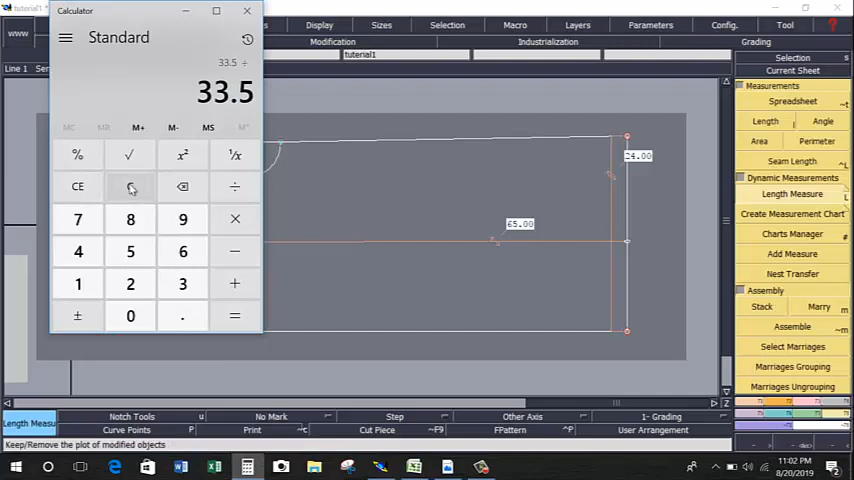 tutorial1*
Calculator
Display
Sizes
Selection
Macro
Layers
Parameters
Config.
Tool
?
www
Standard
Modification
Industrialization
Grading
tuterial1
Line 1
33.5 ÷
33.5
MC MR M+ M- MS M˅
% √ x² ¹/x
CE C ÷
7 8 9 ×
4 5 6 −
1 2 3 +
± 0 . =
24.00
65.00
Selection s
Current Sheet
Measurements
Spreadsheet ~t
Length l Angle
Area Perimeter
Seam Length ^L
Dynamic Measurements
Length Measure L
Create Measurement Chart
Charts Manager
Add Measure
Nest Transfer
Assembly
Stack Marry m
Assemble ~m
Select Marries
Marriages Grouping
Marriages Ungrouping
Length Measu
Notch Tools u
No Mark
Step
Other Axis
1- Grading
z
Curve Points P
Print ~c
Cut Piece ~F9
FPattern ^P
User Arrangement
Keep/Remove the plot of modified objects
11:02 PM
8/20/2019